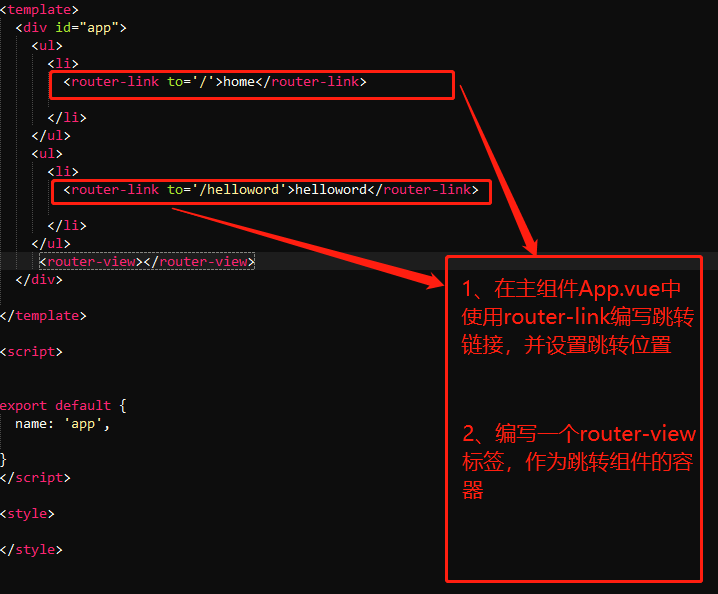 <template>
<div id="app">
<ul>
<li>
<router-link to='/'>home</router-link>
</li>
</ul>
<ul>
<li>
<router-link to='/helloword'>helloword</router-link>
</li>
</ul>
<router-view></router-view>
</div>
</template>
<script>
export default {
name: 'app',
}
</script>
<style>
</style>
1、在主组件App.vue中
使用router-link编写跳转
链接，并设置跳转位置
2、编写一个router-view
标签，作为跳转组件的容
器